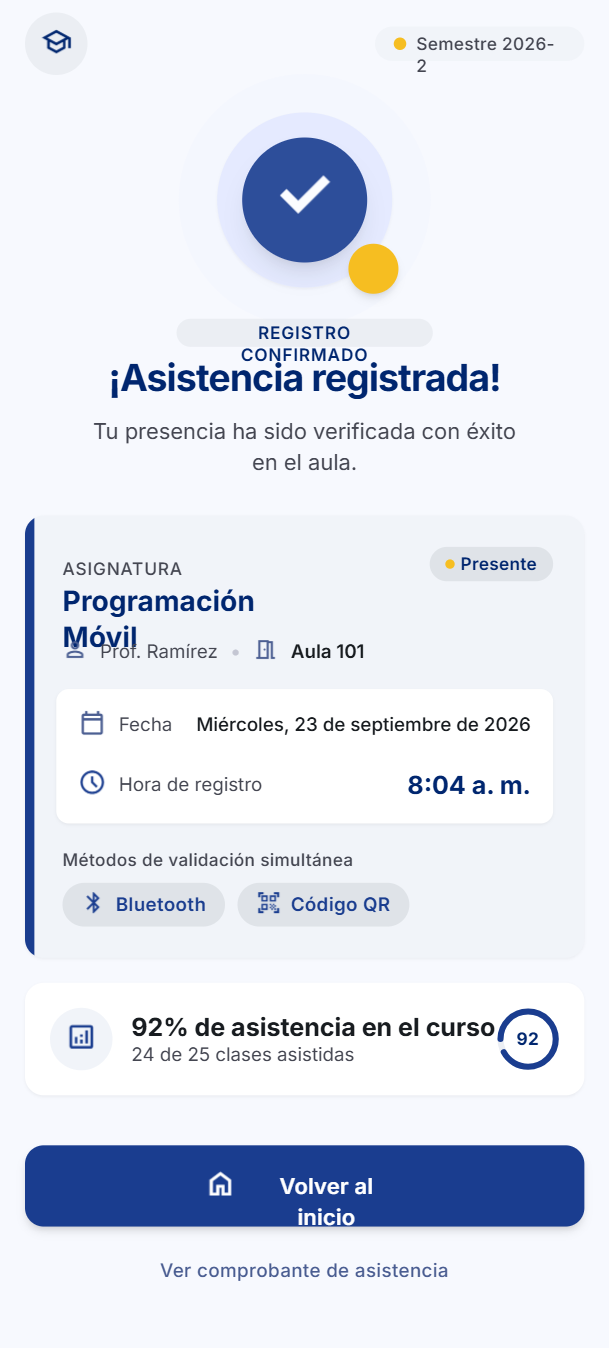 Semestre 2026-
2
REGISTRO
CONFIRMADO
¡Asistencia registrada!
Tu presencia ha sido verificada con éxito
en el aula.
ASIGNATURA
Presente
Programación
Móvil
Prof. Ramírez • Aula 101
Fecha Miércoles, 23 de septiembre de 2026
Hora de registro 8:04 a. m.
Métodos de validación simultánea
Bluetooth Código QR
92% de asistencia en el curso
92
24 de 25 clases asistidas
Volver al
inicio
Ver comprobante de asistencia